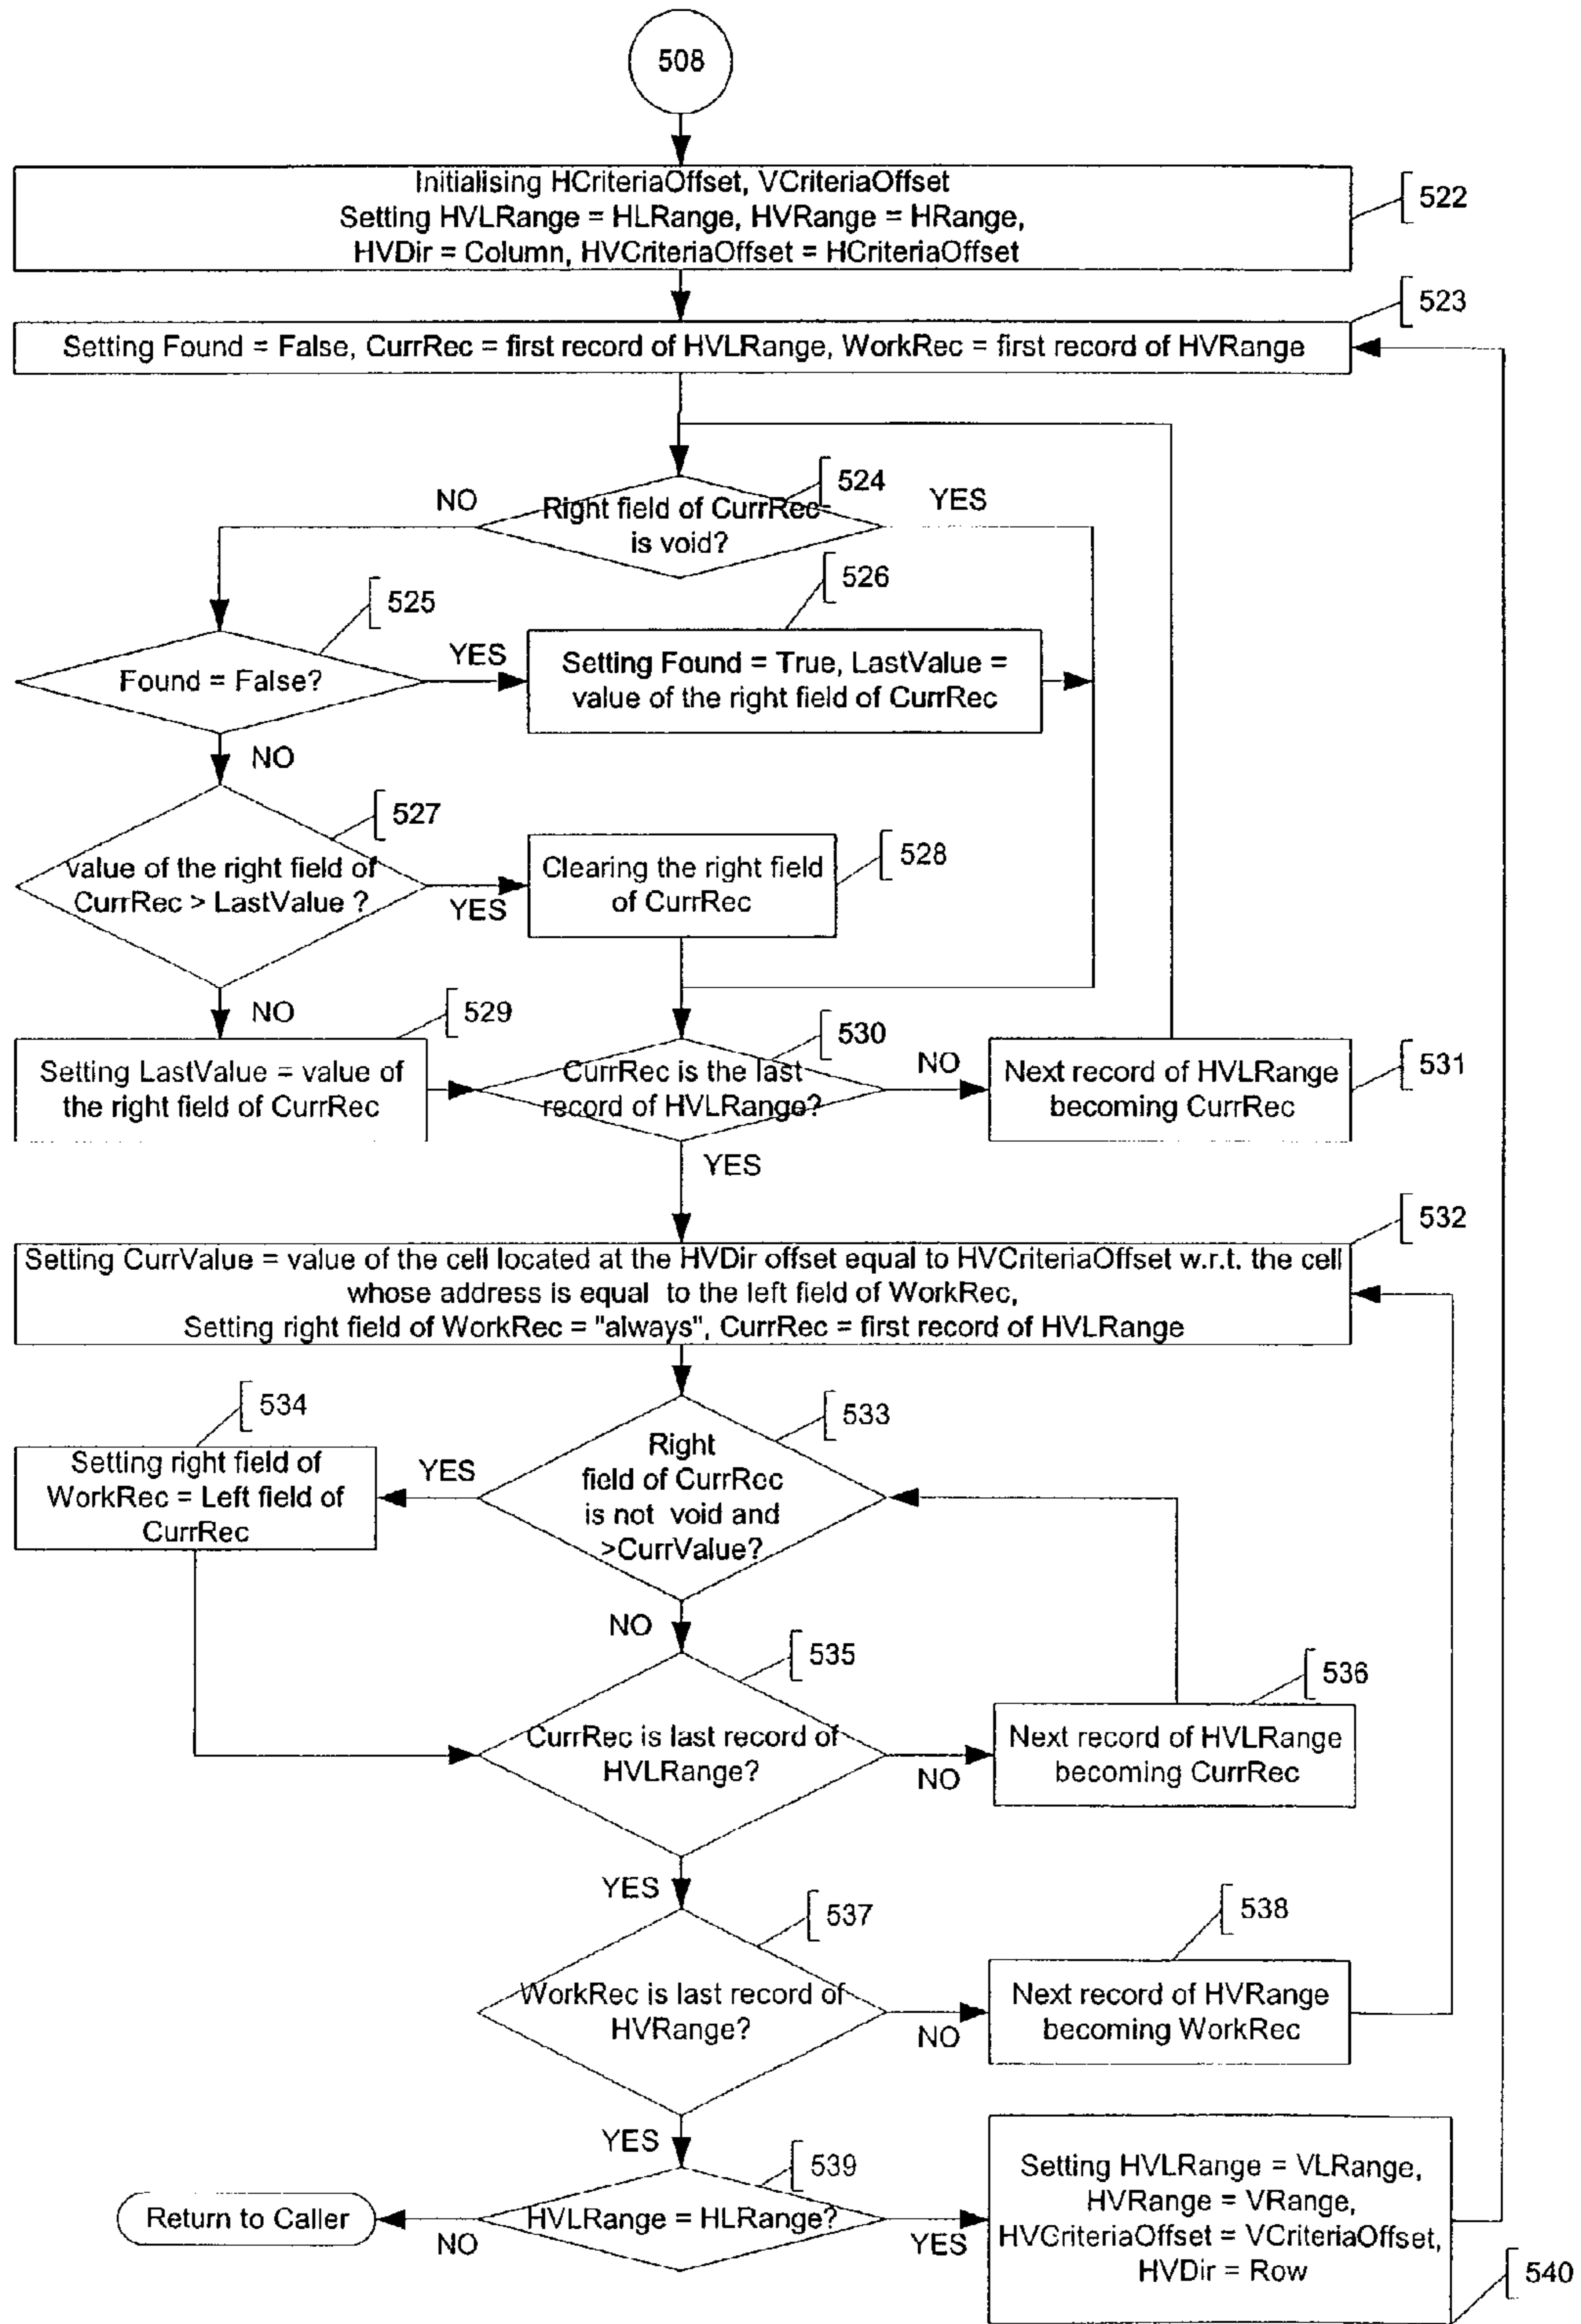 508
Initialising HCriteriaOffset, VCriteriaOffset
Setting HVLRange = HLRange, HVRange = HRange,
HVDir = Column, HVCriteriaOffset = HCriteriaOffset
522
523
Setting Found = False, CurrRec = first record of HVLRange, WorkRec = first record of HVRange
524
NO
YES
Right field of CurrRec
is void?
526
525
Found = False?
YES
Setting Found = True, LastValue =
value of the right field of CurrRec
NO
527
value of the right field of
CurrRec > LastValue ?
YES
Clearing the right field
of CurrRec
528
NO
529
530
Setting LastValue = value of
the right field of CurrRec
CurrRec is the last
record of HVLRange?
NO
Next record of HVLRange
becoming CurrRec
531
YES
532
Setting CurrValue = value of the cell located at the HVDir offset equal to HVCriteriaOffset w.r.t. the cell
whose address is equal to the left field of WorkRec,
Setting right field of WorkRec = "always", CurrRec = first record of HVLRange
534
533
Setting right field of
WorkRec = Left field of
CurrRec
YES
Right
field of CurrRec
is not void and
>CurrValue?
NO
535
536
CurrRec is last record of
HVLRange?
NO
Next record of HVLRange
becoming CurrRec
YES
537
538
WorkRec is last record of
HVRange?
NO
Next record of HVRange
becoming WorkRec
YES
539
Return to Caller
NO
HVLRange = HLRange?
YES
Setting HVLRange = VLRange,
HVRange = VRange,
HVCriteriaOffset = VCriteriaOffset,
HVDir = Row
540